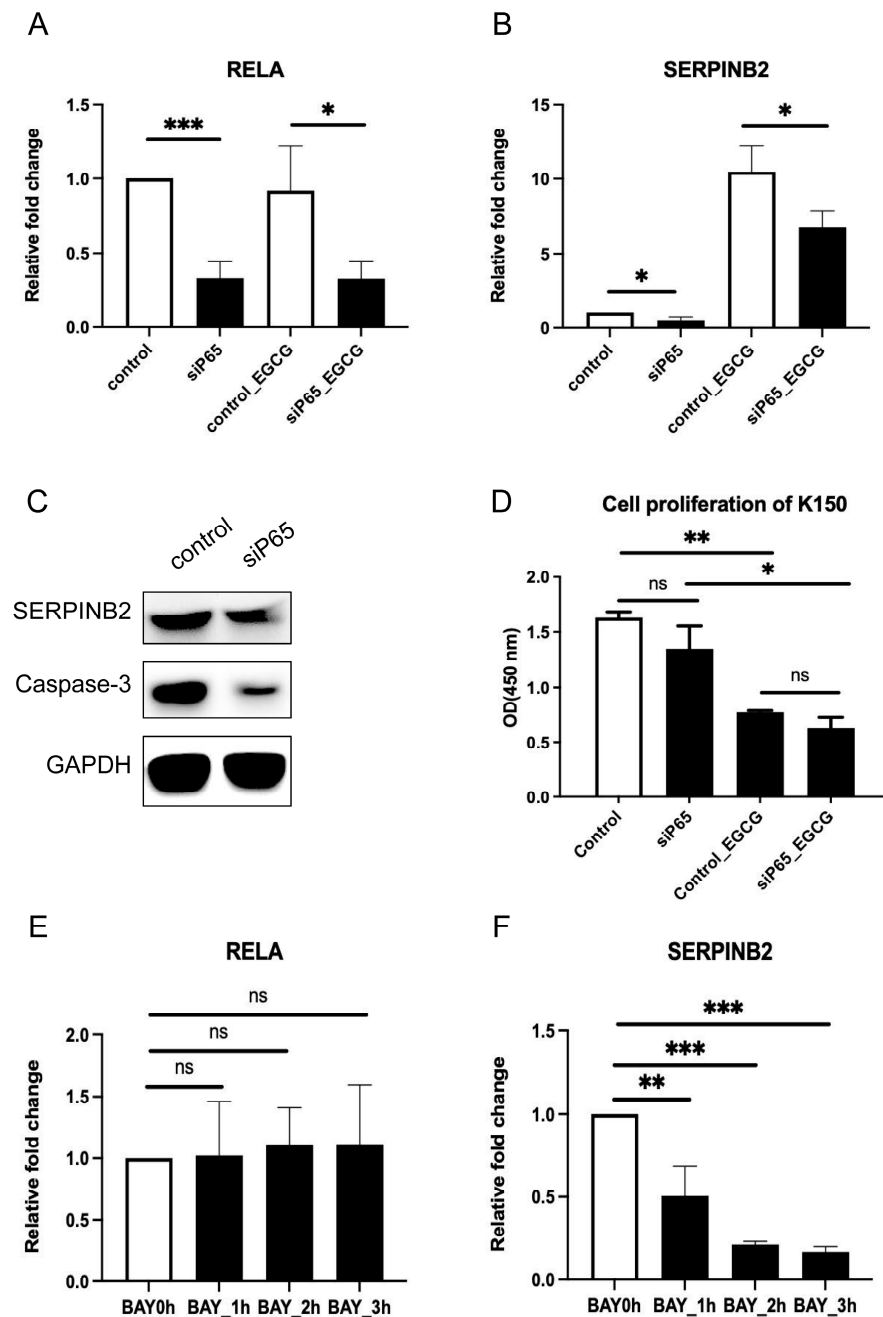 A
RELA
Relative fold change
1.5
1.0
0.5
0.0
***
*
control
siP65
control_EGCG
siP65_EGCG
B
SERPINB2
Relative fold change
15
10
5
0
*
*
control
siP65
control_EGCG
siP65_EGCG
C
control
siP65
SERPINB2
Caspase-3
GAPDH
D
Cell proliferation of K150
OD(450 nm)
2.0
1.5
1.0
0.5
0.0
**
*
ns
ns
Control
siP65
Control_EGCG
siP65_EGCG
E
RELA
Relative fold change
2.0
1.5
1.0
0.5
0.0
ns
ns
ns
BAY0h
BAY_1h
BAY_2h
BAY_3h
F
SERPINB2
Relative fold change
1.5
1.0
0.5
0.0
***
***
**
BAY0h
BAY_1h
BAY_2h
BAY_3h